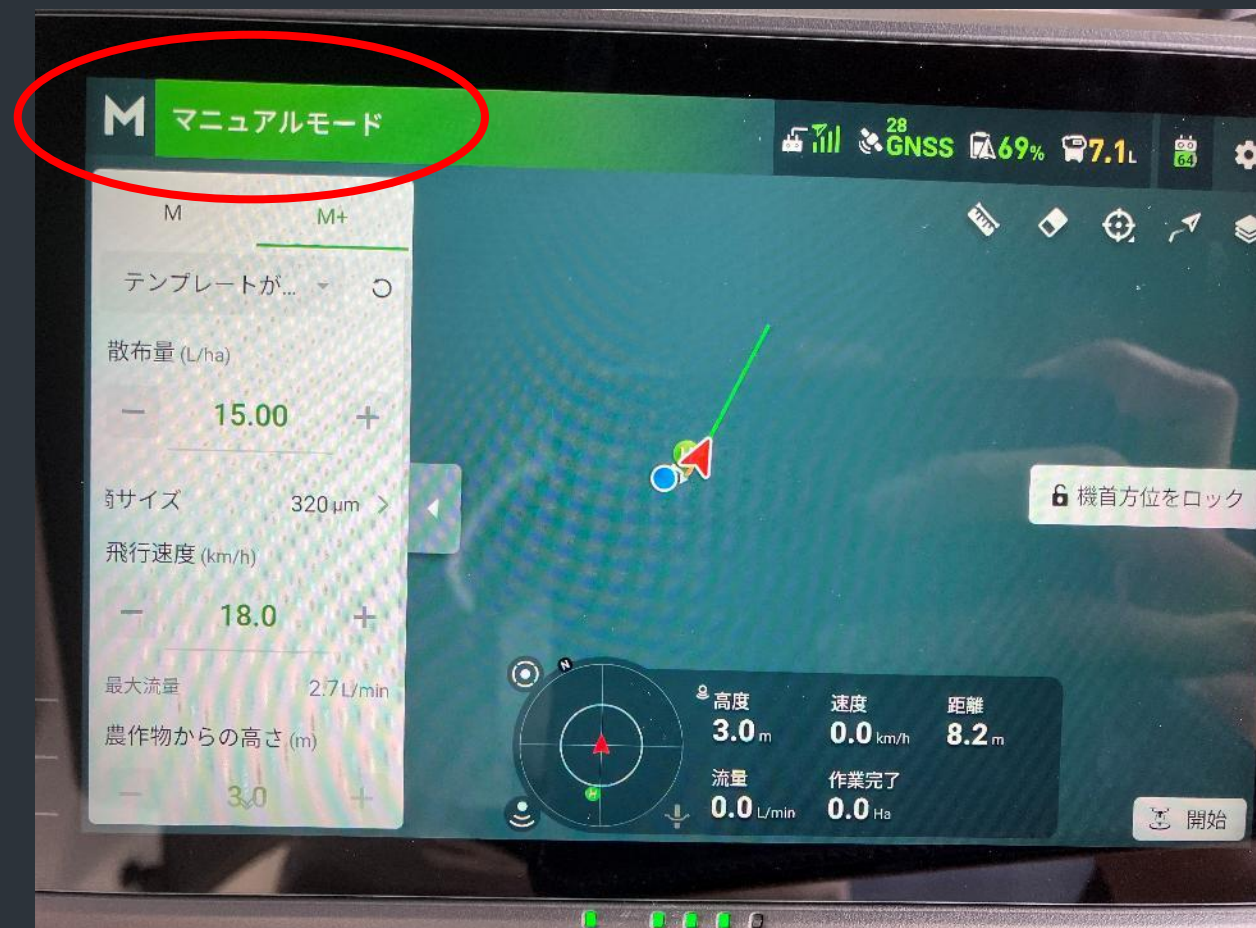 M マニュアルモード
28
GNSS 69% 7.1L 64
M M+
テンプレートが...
散布量 (L/ha)
− 15.00 +
サイズ 320μm >
飛行速度 (km/h)
− 18.0 +
最大流量 2.7L/min
農作物からの高さ (m)
− 3.0 +
機首方位をロック
N
H
高度 速度 距離
3.0 m 0.0 km/h 8.2 m
流量 作業完了
0.0 L/min 0.0 Ha
開始